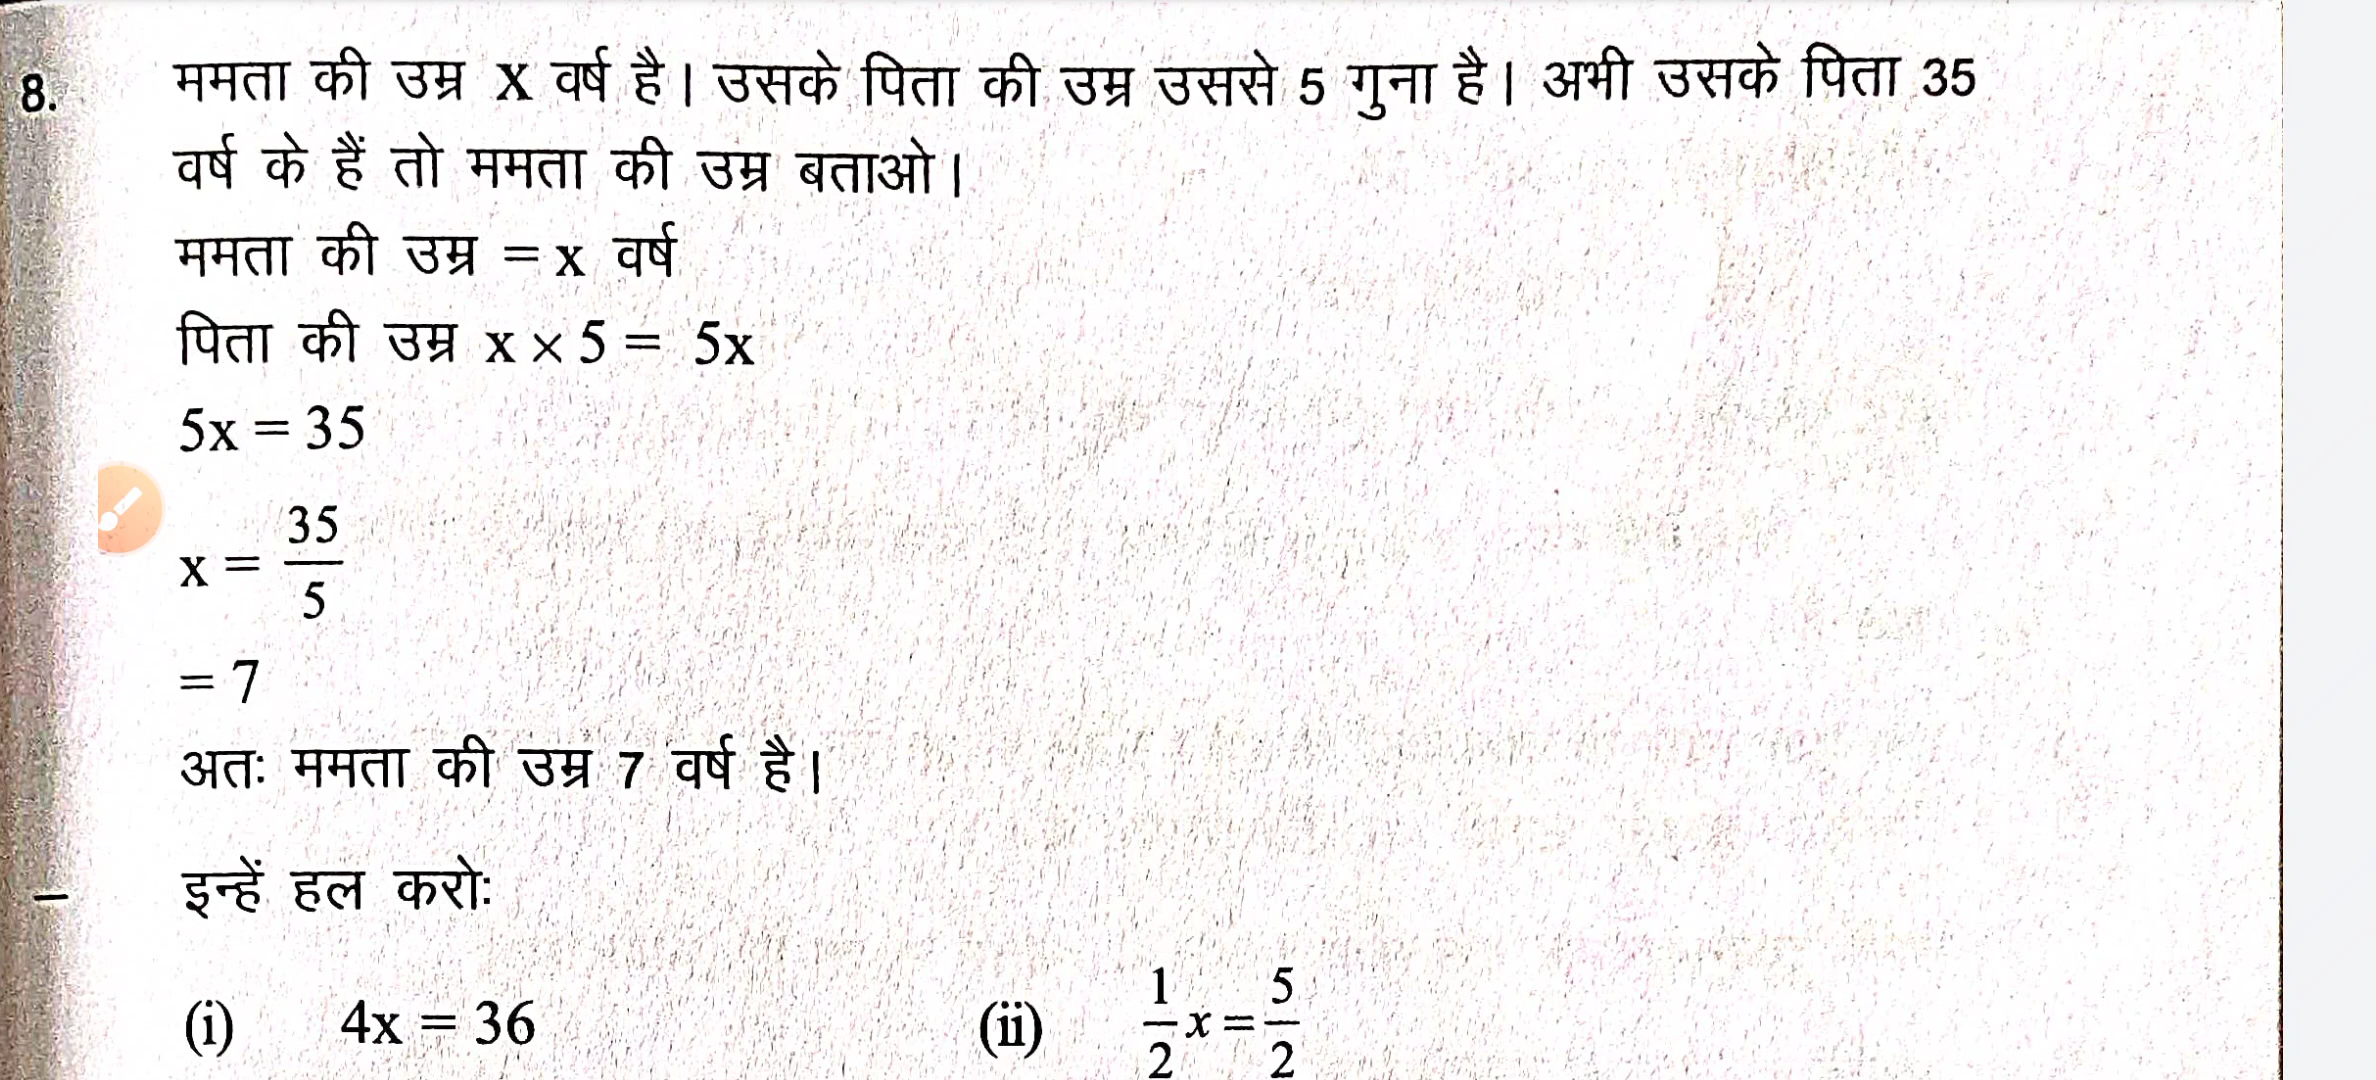 8. ममता की उम्र x वर्ष है। उसके पिता की उम्र उससे 5 गुना है। अभी उसके पिता 35
वर्ष के हैं तो ममता की उम्र बताओ।
ममता की उम्र = x वर्ष
पिता की उम्र x × 5 = 5x
5x = 35
x = 35/5
= 7
अतः ममता की उम्र 7 वर्ष है।
– इन्हें हल करोः
(i) 4x = 36 (ii) 1/2 x = 5/2